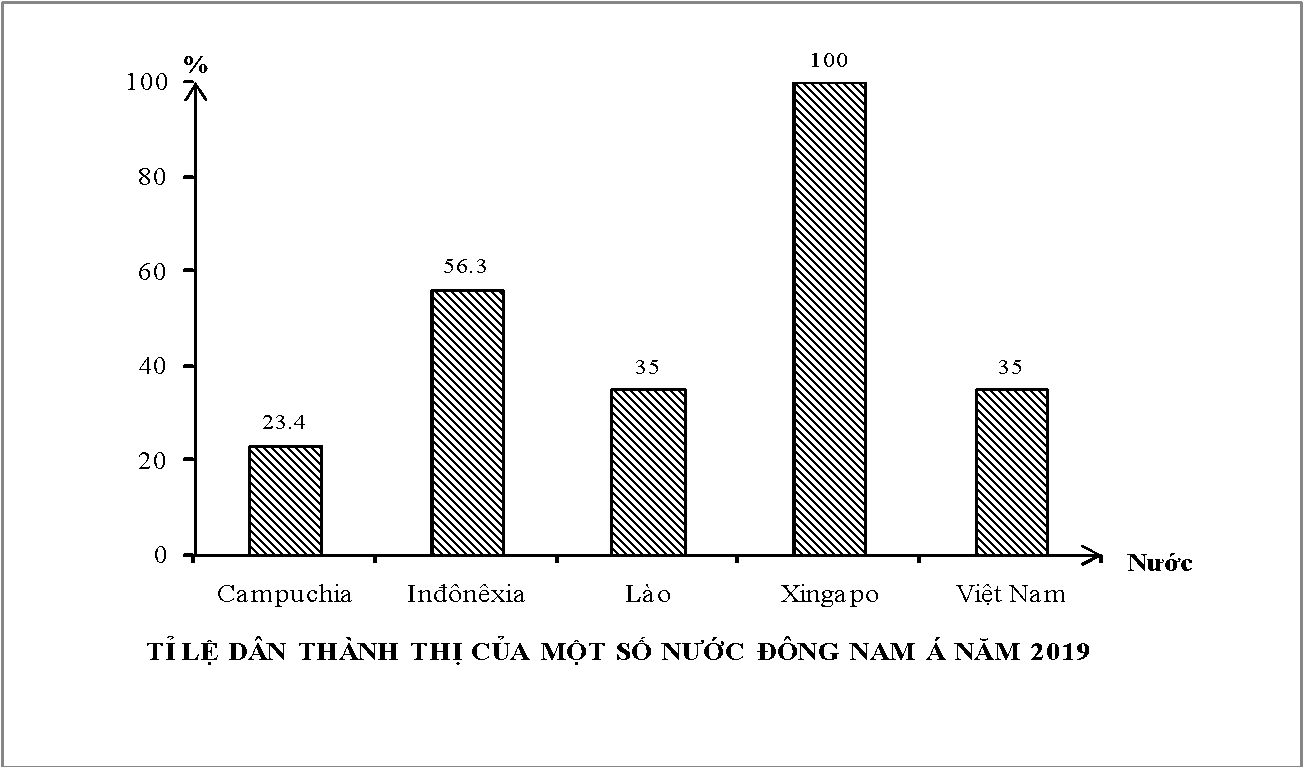 %
100
80
60
40
20
0
23.4
56.3
35
100
35
Campuchia
Inđônêxia
Lào
Xingapo
Việt Nam
Nước
TỈ LỆ DÂN THÀNH THỊ CỦA MỘT SỐ NƯỚC ĐÔNG NAM Á NĂM 2019